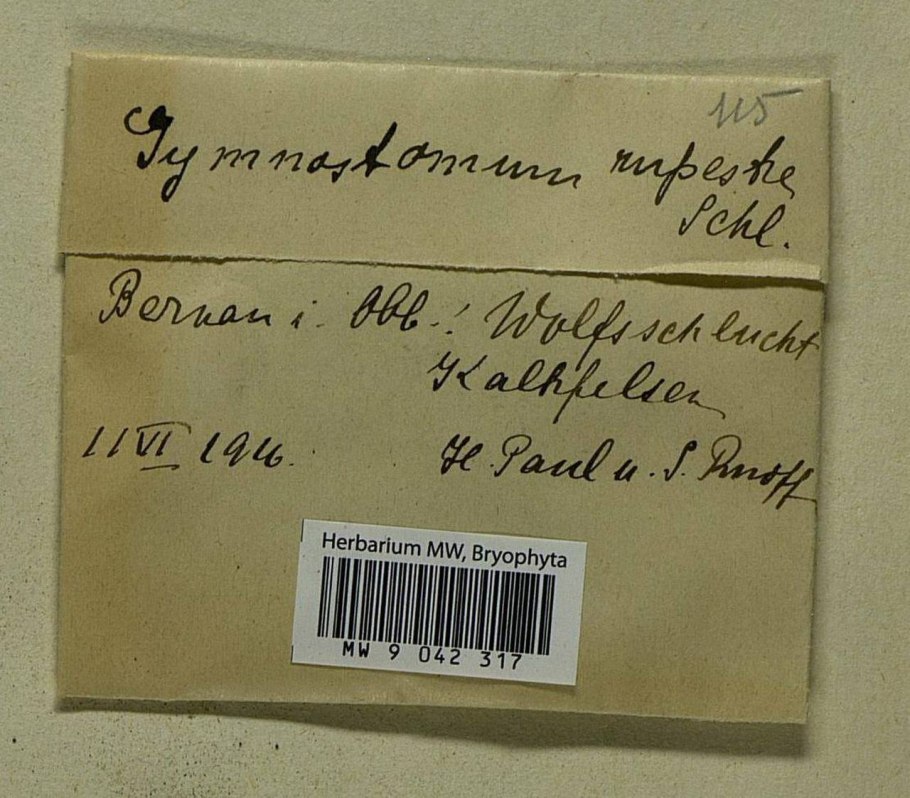 115
Gymnostomum rupestre
Schl.
Bernau i. Obb.: Wolfsschlucht
Kalkfelsen
11 VI 1916.
H. Paul u. S. Ruoff
Herbarium MW, Bryophyta
MW 9 042 317